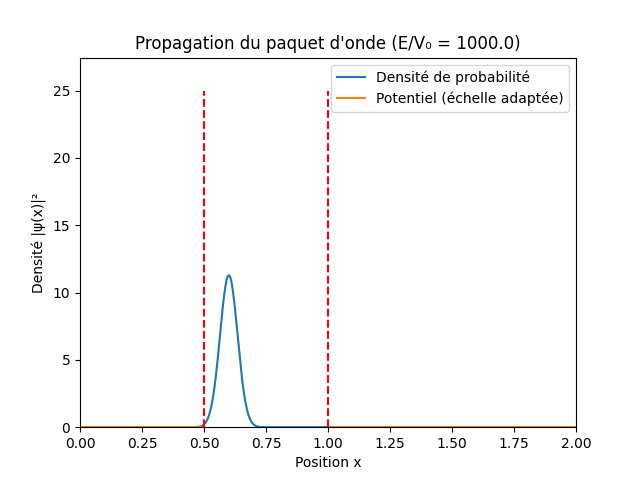 Propagation du paquet d'onde (E/V₀ = 1000.0)
Densité de probabilité
Potentiel (échelle adaptée)
Densité |ψ(x)|²
25
20
15
10
5
0
0.00 0.25 0.50 0.75 1.00 1.25 1.50 1.75 2.00
Position x